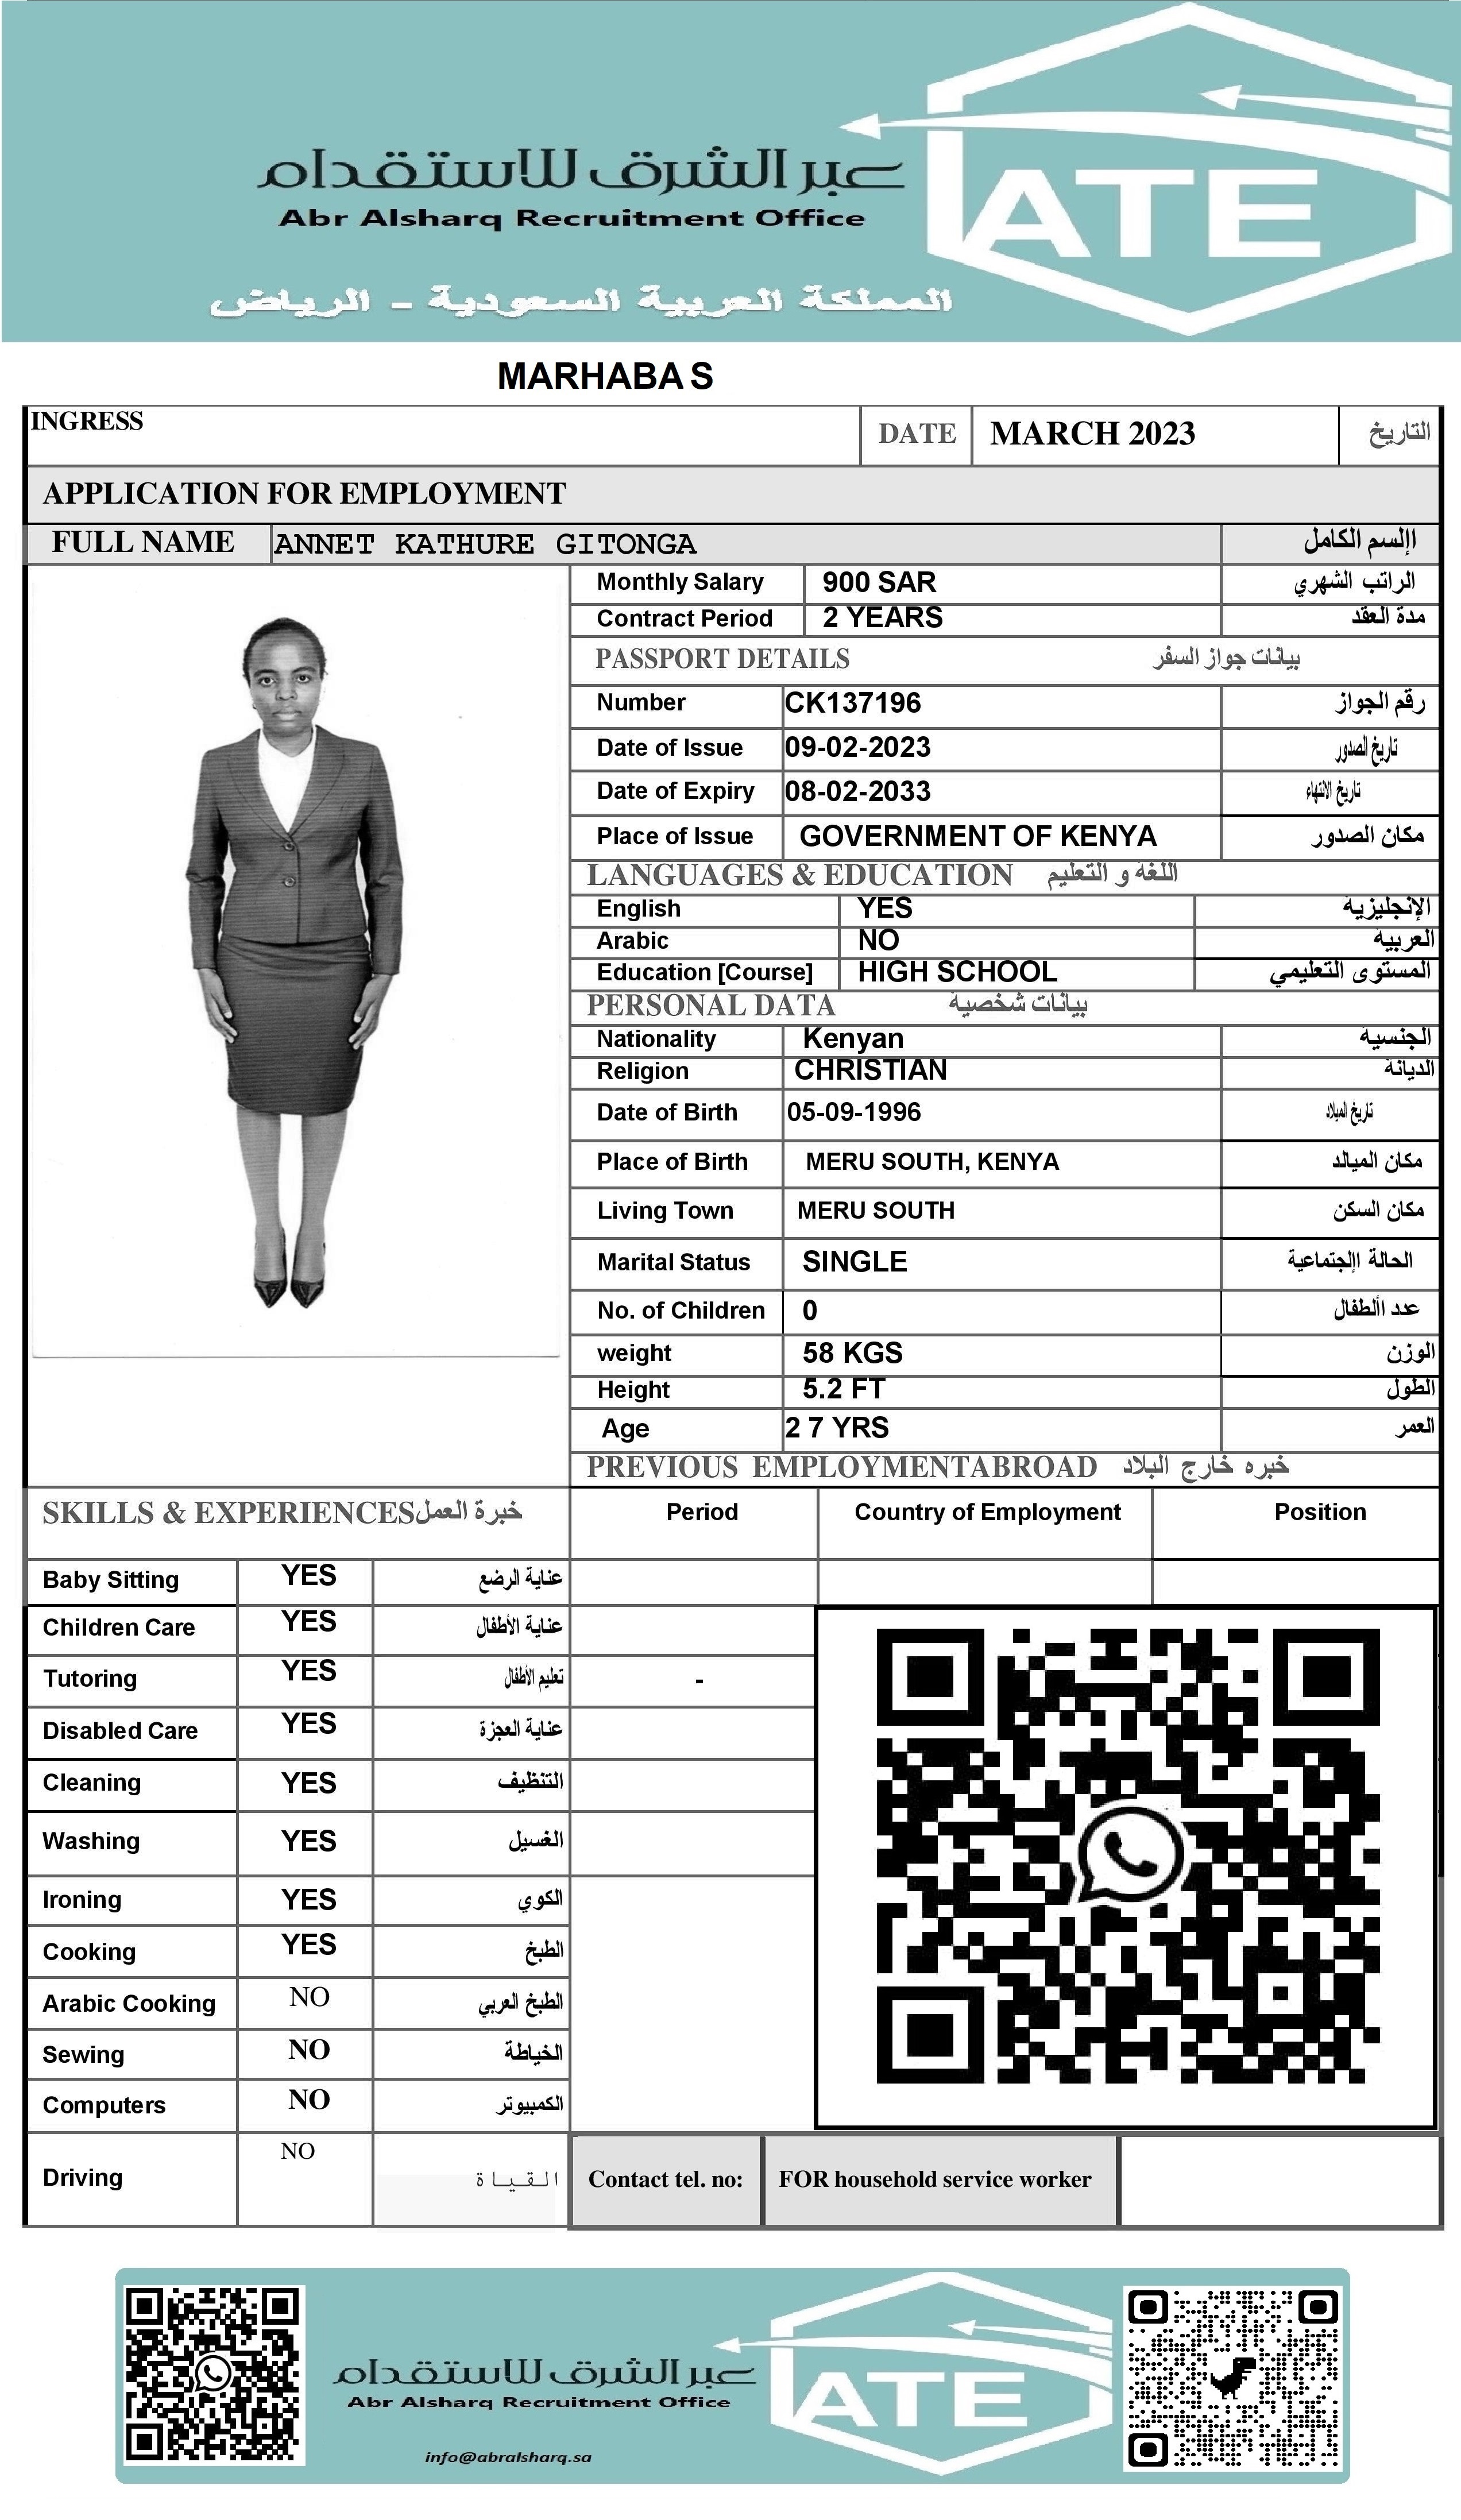 عبر الشرق للاستقدام
Abr Alsharq Recruitment Office
المملكة العربية السعودية - الرياض
ATE
MARHABA S
INGRESS
DATE MARCH 2023 التاريخ
APPLICATION FOR EMPLOYMENT
FULL NAME ANNET KATHURE GITONGA اإلسم الكامل
Monthly Salary 900 SAR الراتب الشهري
Contract Period 2 YEARS مدة العقد
PASSPORT DETAILS بيانات جواز السفر
Number CK137196 رقم الجواز
Date of Issue 09-02-2023 تاريخ الصدور
Date of Expiry 08-02-2033 تاريخ الانتهاء
Place of Issue GOVERNMENT OF KENYA مكان الصدور
LANGUAGES & EDUCATION اللغة و التعليم
English YES الإنجليزية
Arabic NO العربية
Education [Course] HIGH SCHOOL المستوى التعليمي
PERSONAL DATA بيانات شخصية
Nationality Kenyan الجنسية
Religion CHRISTIAN الديانة
Date of Birth 05-09-1996 تاريخ الميلاد
Place of Birth MERU SOUTH, KENYA مكان الميالد
Living Town MERU SOUTH مكان السكن
Marital Status SINGLE الحالة اإلجتماعية
No. of Children 0 عدد األطفال
weight 58 KGS الوزن
Height 5.2 FT الطول
Age 2 7 YRS العمر
PREVIOUS EMPLOYMENTABROAD خبره خارج البلاد
SKILLS & EXPERIENCES خبرة العمل
Period Country of Employment Position
Baby Sitting YES عناية الرضع
Children Care YES عناية الأطفال
Tutoring YES تعليم الأطفال -
Disabled Care YES عناية العجزة
Cleaning YES التنظيف
Washing YES الغسيل
Ironing YES الكوي
Cooking YES الطبخ
Arabic Cooking NO الطبخ العربي
Sewing NO الخياطة
Computers NO الكمبيوتر
Driving NO القياة
Contact tel. no: FOR household service worker
عبر الشرق للاستقدام
Abr Alsharq Recruitment Office
ATE
info@abralsharq.sa